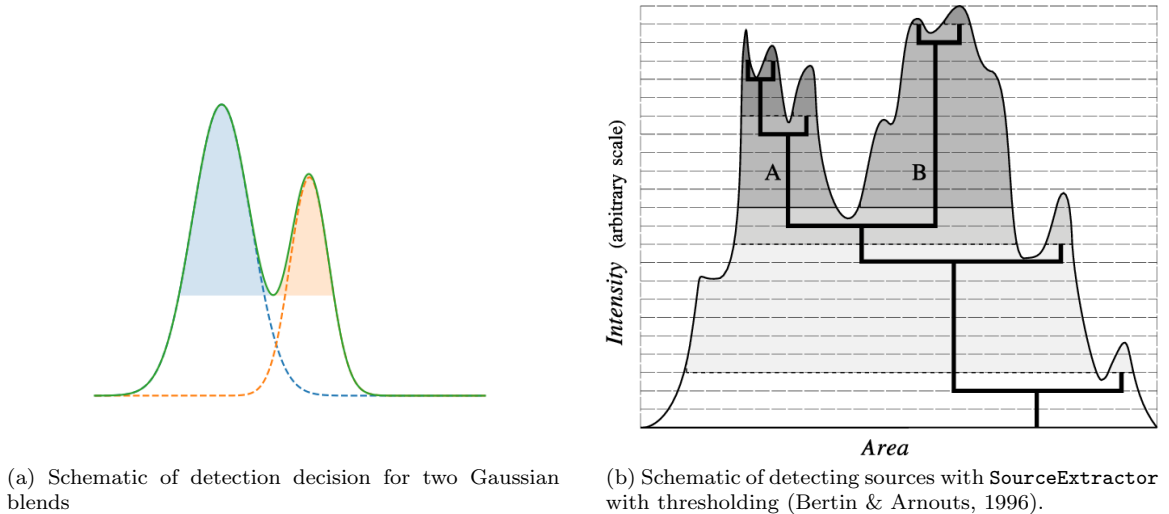 A
B
Intensity (arbitrary scale)
Area
(a) Schematic of detection decision for two Gaussian
blends
(b) Schematic of detecting sources with SourceExtractor
with thresholding (Bertin & Arnouts, 1996).